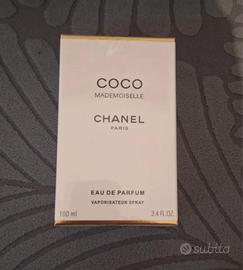 COCO
MADEMOISELLE
CHANEL
PARIS
EAU DE PARFUM
VAPORISATEUR SPRAY
100 ml 3.4 FL.OZ.
subito